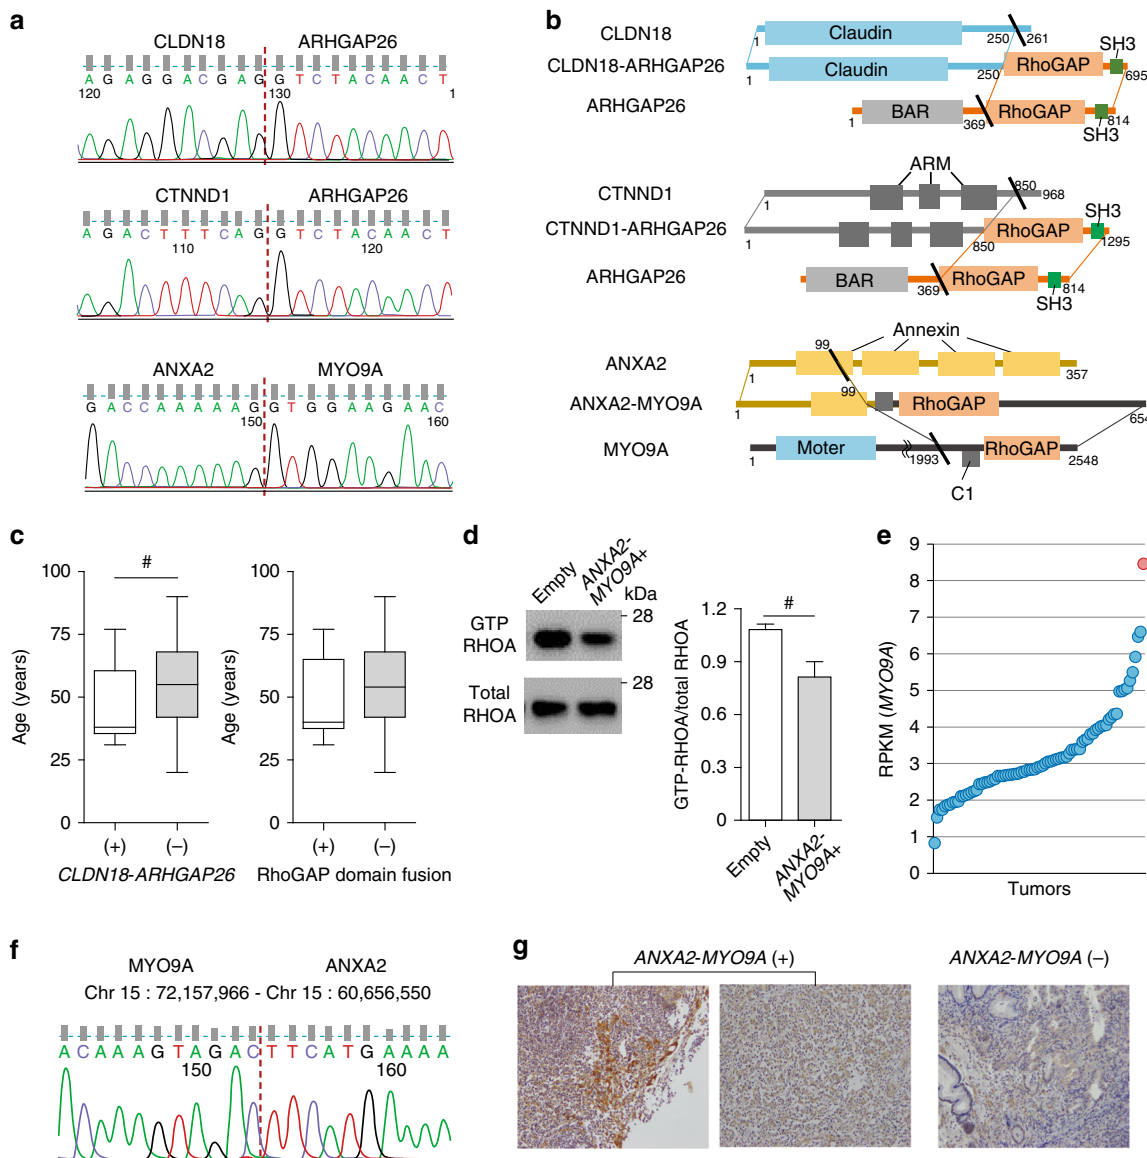 a
CLDN18 ARHGAP26
A G A G G A C G A G G T C T A C A A C T
120 130 1
CTNND1 ARHGAP26
A G A C T T T C A G G T C T A C A A C T
110 120
ANXA2 MYO9A
G A C C A A A A A G G T G G A A G A A C
150 160
b
CLDN18
Claudin
1 250 261
CLDN18-ARHGAP26
Claudin
RhoGAP
SH3
1 250 695
ARHGAP26
BAR
RhoGAP
SH3
1 369 814
ARM
CTNND1
1 850 968
CTNND1-ARHGAP26
RhoGAP
SH3
1 850 1295
ARHGAP26
BAR
RhoGAP
SH3
369 814
Annexin
ANXA2
1 99 357
ANXA2-MYO9A
RhoGAP
1 99 654
MYO9A
Moter
RhoGAP
1 1993 2548
C1
c
#
Age (years)
100
75
50
25
0
(+) (–)
CLDN18-ARHGAP26
Age (years)
100
75
50
25
0
(+) (–)
RhoGAP domain fusion
d
Empty
ANXA2-
MYO9A+
kDa
GTP
RHOA
28
Total
RHOA
28
#
GTP-RHOA/total RHOA
1.2
0.9
0.6
0.3
0
Empty
ANXA2-
MYO9A+
e
RPKM (MYO9A)
9
8
7
6
5
4
3
2
1
0
Tumors
f
MYO9A ANXA2
Chr 15 : 72,157,966 - Chr 15 : 60,656,550
A C A A A G T A G A C T T C A T G A A A A
150 160
g
ANXA2-MYO9A (+) ANXA2-MYO9A (–)